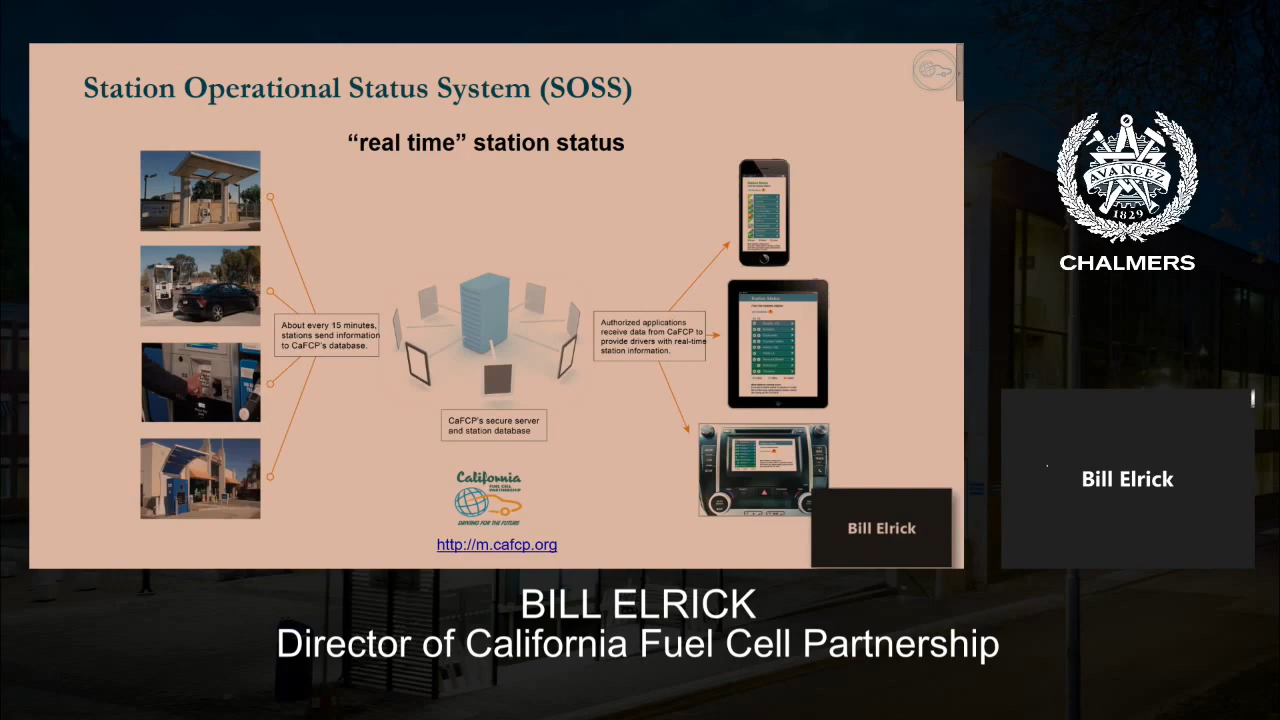 Station Operational Status System (SOSS)
“real time” station status
About every 15 minutes,
stations send information
to CaFCP's database.
CaFCP's secure server
and station database
Authorized applications
receive data from CaFCP to
provide drivers with real-time
station information.
California
FUEL CELL
PARTNERSHIP
DRIVING FOR THE FUTURE
http://m.cafcp.org
Bill Elrick
AVANCEZ
1829
CHALMERS
Bill Elrick
BILL ELRICK
Director of California Fuel Cell Partnership